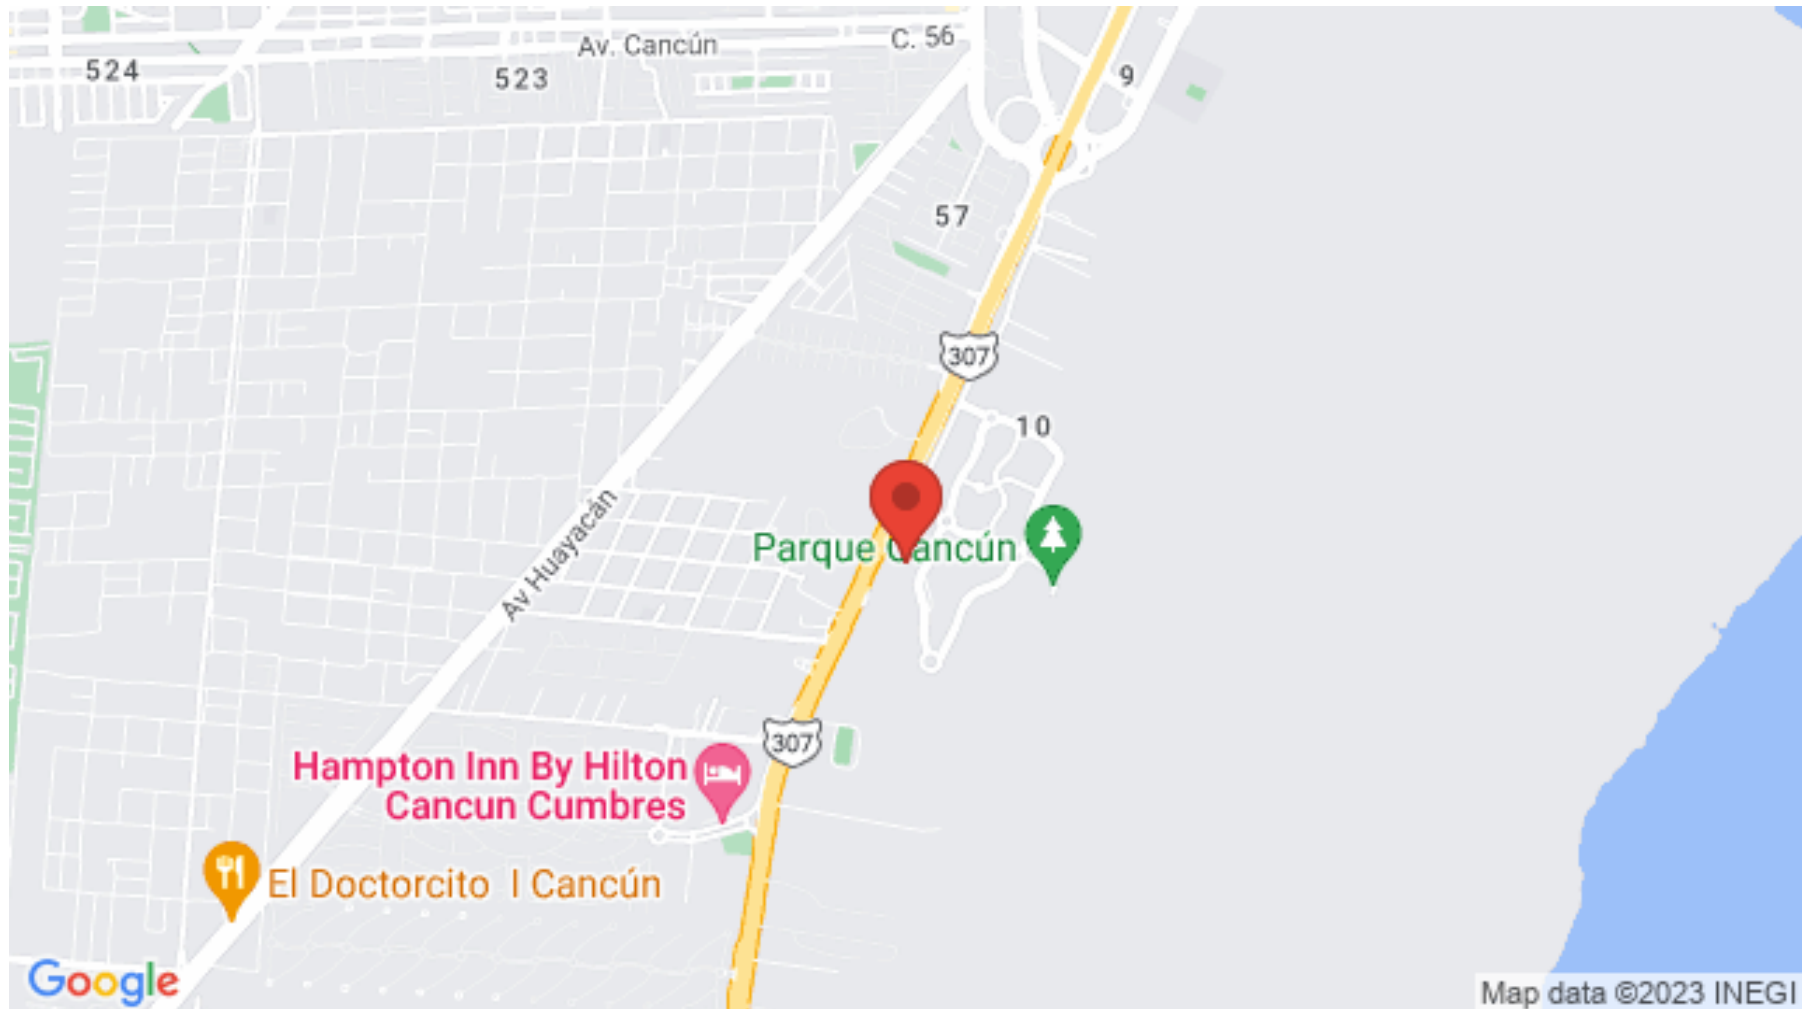 Av. Cancún
C. 56
524
523
9
57
307
10
Av Huayacán
Parque Cancún
307
Hampton Inn By Hilton
Cancun Cumbres
El Doctorcito I Cancún
Google
Map data ©2023 INEGI